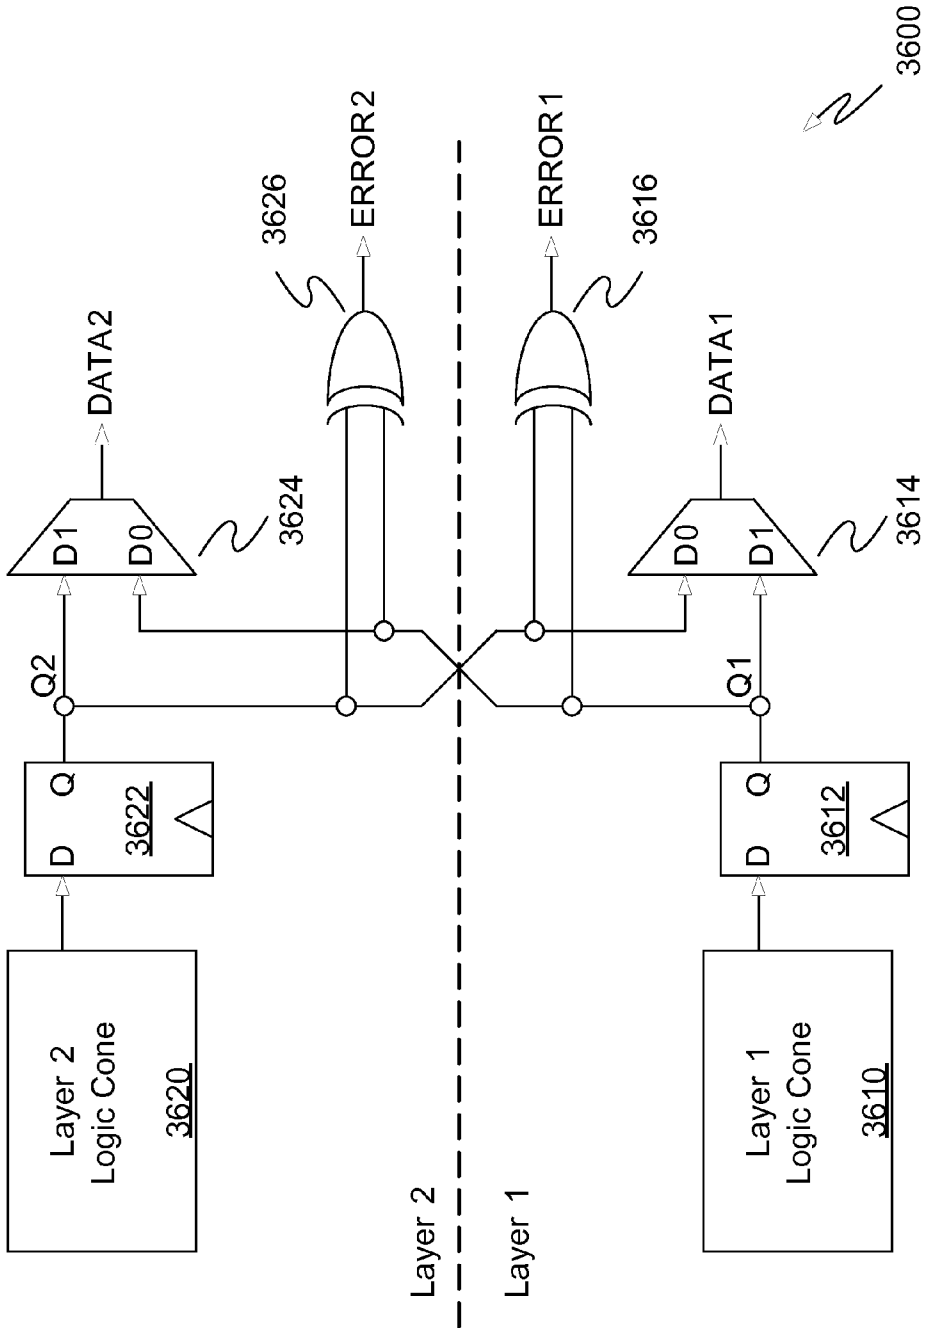 Layer 2
Logic Cone
3620
D
Q
3622
Q2
D1
D0
3624
DATA2
3626
ERROR2
Layer 2
Layer 1
ERROR1
3616
D0
D1
3614
DATA1
Layer 1
Logic Cone
3610
D
Q
3612
Q1
3600